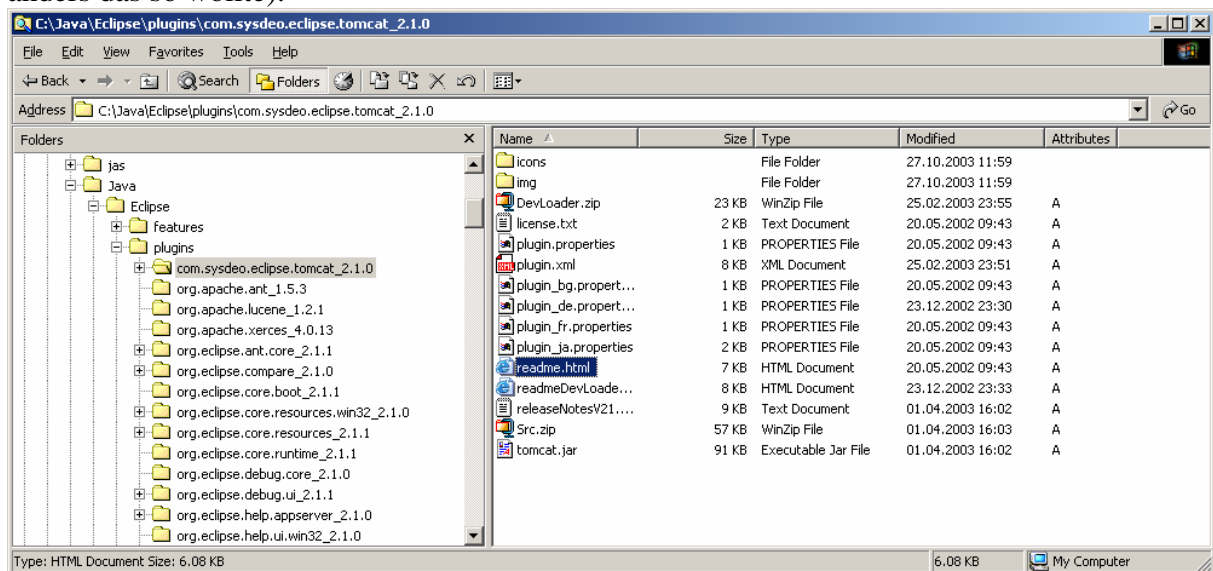 anders das so wollte).
C:\Java\Eclipse\plugins\com.sysdeo.eclipse.tomcat_2.1.0
File Edit View Favorites Tools Help
Back Search Folders
Address C:\Java\Eclipse\plugins\com.sysdeo.eclipse.tomcat_2.1.0 Go
Folders
jas
Java
Eclipse
features
plugins
com.sysdeo.eclipse.tomcat_2.1.0
org.apache.ant_1.5.3
org.apache.lucene_1.2.1
org.apache.xerces_4.0.13
org.eclipse.ant.core_2.1.1
org.eclipse.compare_2.1.0
org.eclipse.core.boot_2.1.1
org.eclipse.core.resources.win32_2.1.0
org.eclipse.core.resources_2.1.1
org.eclipse.core.runtime_2.1.1
org.eclipse.debug.core_2.1.0
org.eclipse.debug.ui_2.1.1
org.eclipse.help.appserver_2.1.0
org.eclipse.help.ui.win32_2.1.0
Name Size Type Modified Attributes
icons File Folder 27.10.2003 11:59
img File Folder 27.10.2003 11:59
DevLoader.zip 23 KB WinZip File 25.02.2003 23:55 A
license.txt 2 KB Text Document 20.05.2002 09:43 A
plugin.properties 1 KB PROPERTIES File 20.05.2002 09:43 A
plugin.xml 8 KB XML Document 25.02.2003 23:51 A
plugin_bg.propert... 1 KB PROPERTIES File 20.05.2002 09:43 A
plugin_de.propert... 1 KB PROPERTIES File 23.12.2002 23:30 A
plugin_fr.properties 1 KB PROPERTIES File 20.05.2002 09:43 A
plugin_ja.properties 2 KB PROPERTIES File 20.05.2002 09:43 A
readme.html 7 KB HTML Document 20.05.2002 09:43 A
readmeDevLoade... 8 KB HTML Document 23.12.2002 23:33 A
releaseNotesV21.... 9 KB Text Document 01.04.2003 16:02 A
Src.zip 57 KB WinZip File 01.04.2003 16:03 A
tomcat.jar 91 KB Executable Jar File 01.04.2003 16:02 A
Type: HTML Document Size: 6.08 KB 6.08 KB My Computer